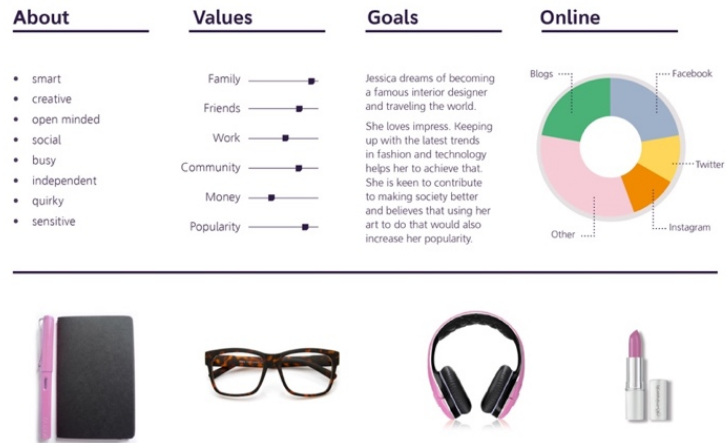 About
smart
creative
open minded
social
busy
independent
quirky
sensitive
Values
Family
Friends
Work
Community
Money
Popularity
Goals
Jessica dreams of becoming
a famous interior designer
and traveling the world.
She loves impress. Keeping
up with the latest trends
in fashion and technology
helps her to achieve that.
She is keen to contribute
to making society better
and believes that using her
art to do that would also
increase her popularity.
Online
Blogs
Facebook
Twitter
Instagram
Other